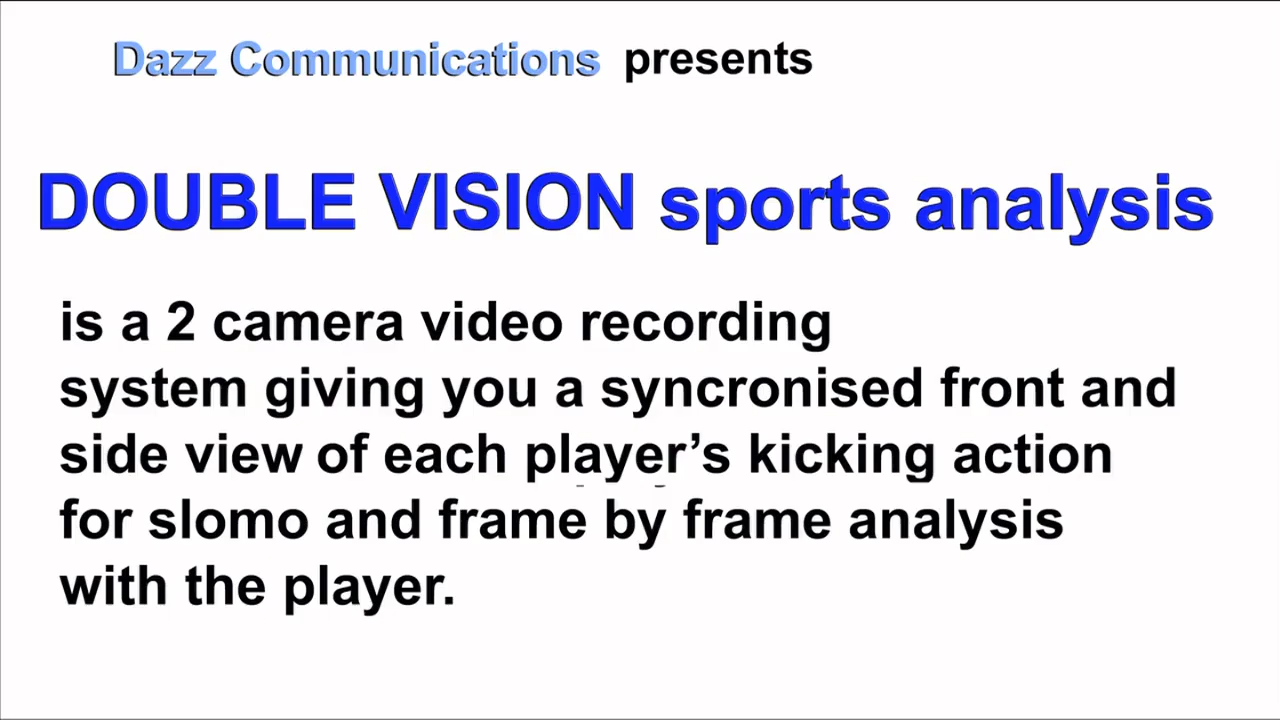 Dazz Communications presents
DOUBLE VISION sports analysis
is a 2 camera video recording
system giving you a syncronised front and
side view of each player’s kicking action
for slomo and frame by frame analysis
with the player.